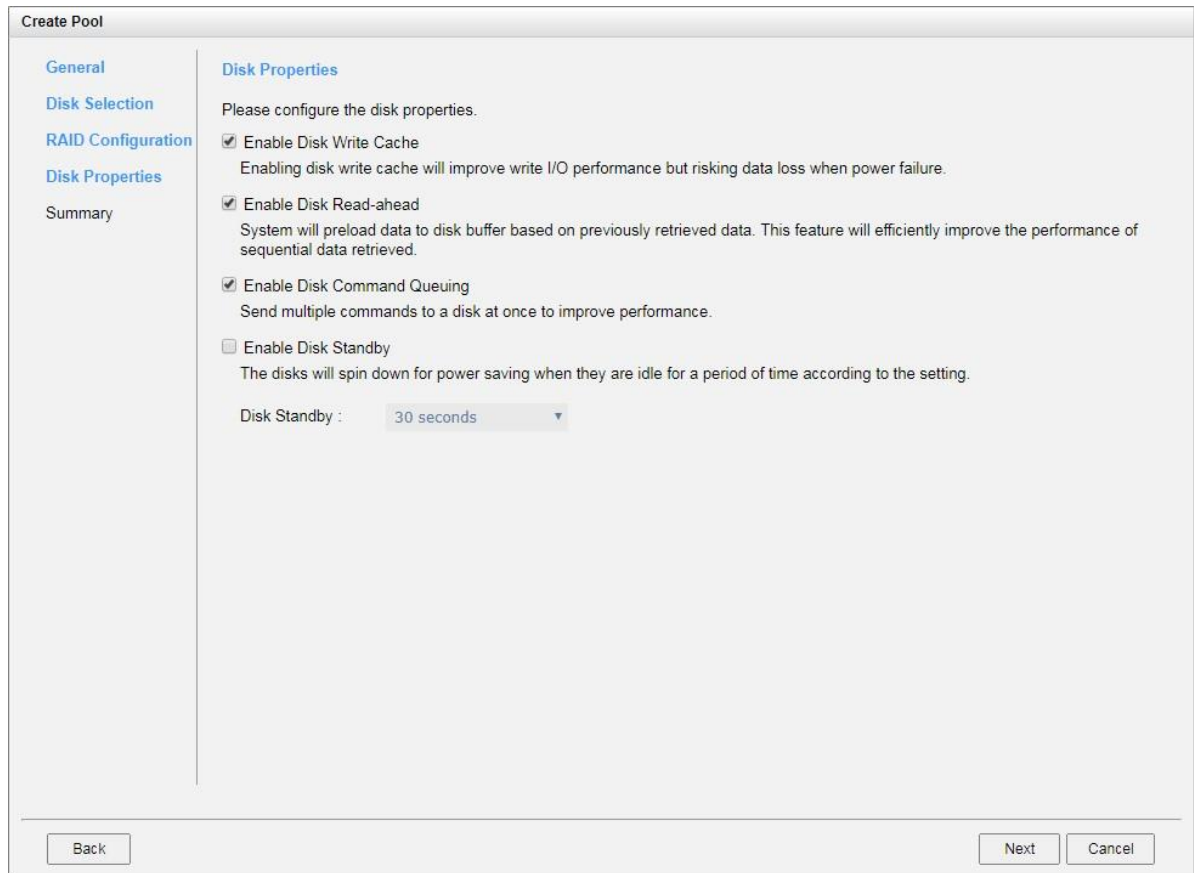 Create Pool
General
Disk Selection
RAID Configuration
Disk Properties
Summary
Disk Properties
Please configure the disk properties.
Enable Disk Write Cache
Enabling disk write cache will improve write I/O performance but risking data loss when power failure.
Enable Disk Read-ahead
System will preload data to disk buffer based on previously retrieved data. This feature will efficiently improve the performance of
sequential data retrieved.
Enable Disk Command Queuing
Send multiple commands to a disk at once to improve performance.
Enable Disk Standby
The disks will spin down for power saving when they are idle for a period of time according to the setting.
Disk Standby : 30 seconds
Back Next Cancel